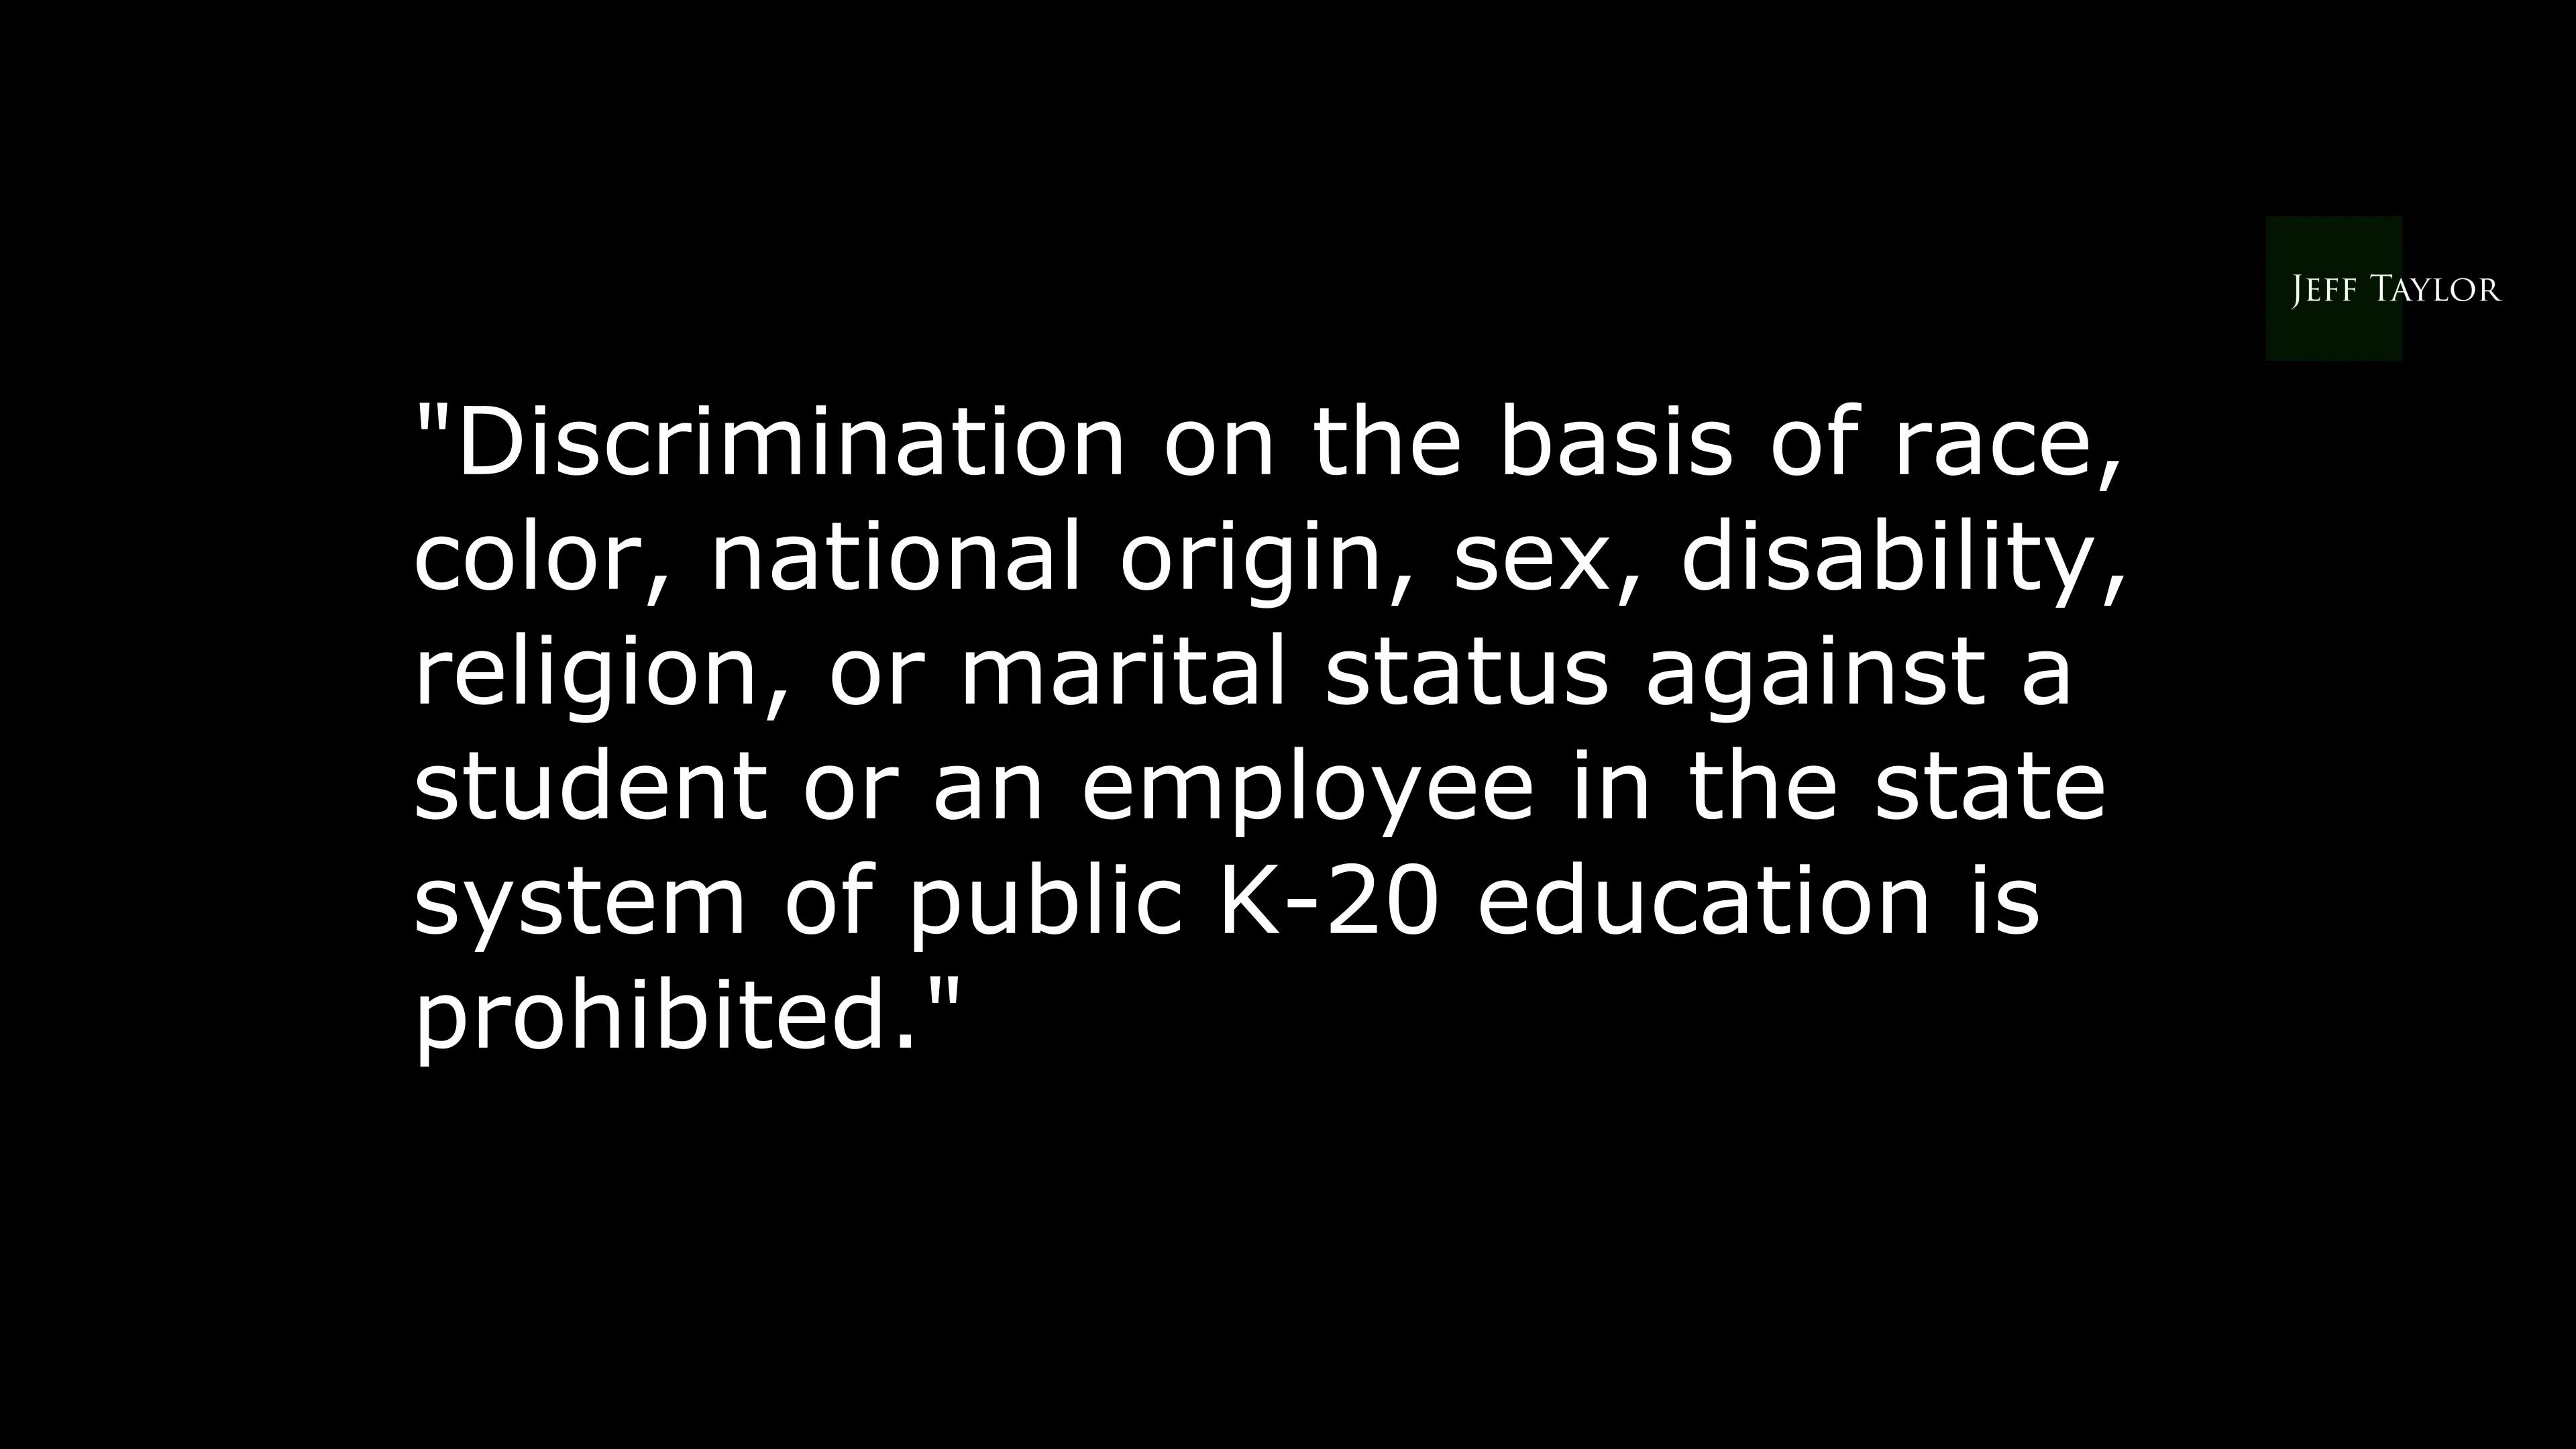 JEFF TAYLOR
"Discrimination on the basis of race,
color, national origin, sex, disability,
religion, or marital status against a
student or an employee in the state
system of public K-20 education is
prohibited."